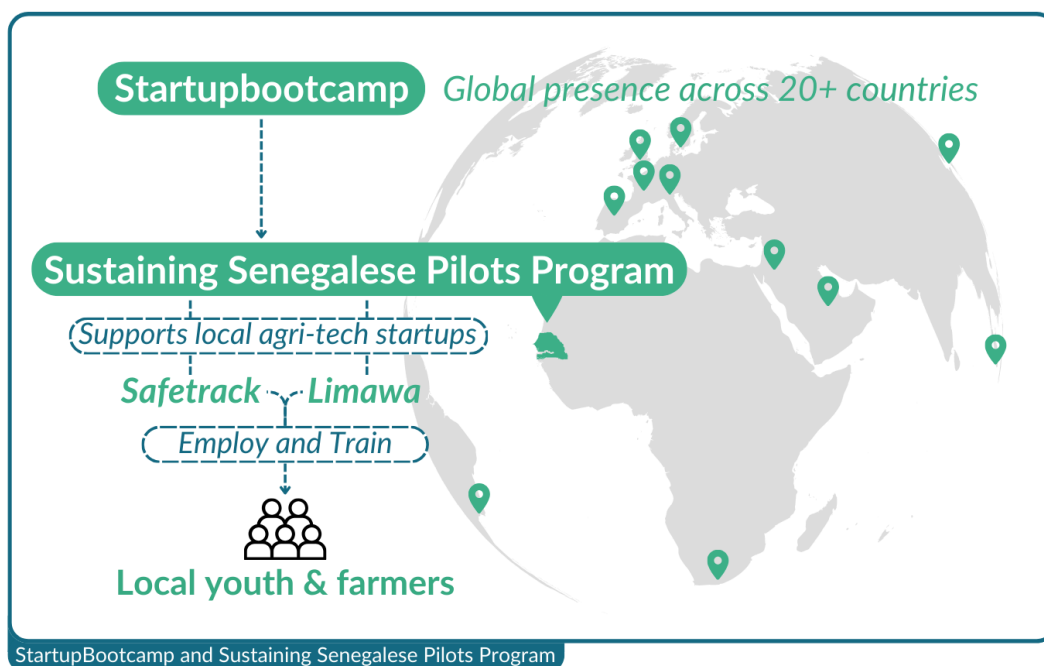 Startupbootcamp
Global presence across 20+ countries
Sustaining Senegalese Pilots Program
Supports local agri-tech startups
Safetrack
Limawa
Employ and Train
Local youth & farmers
StartupBootcamp and Sustaining Senegalese Pilots Program